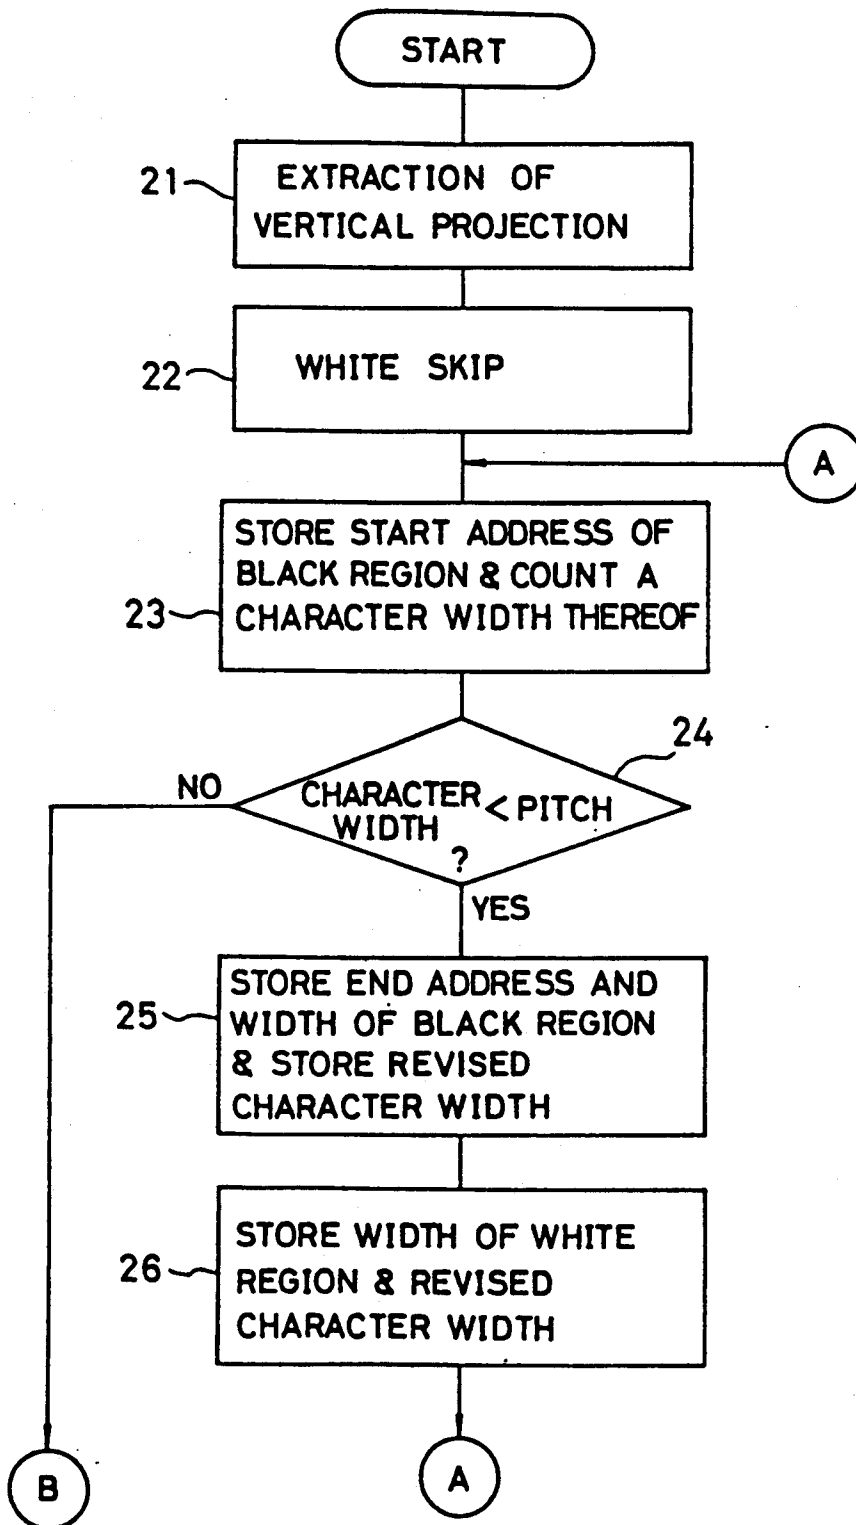 START
21
EXTRACTION OF
VERTICAL PROJECTION
22
WHITE SKIP
A
23
STORE START ADDRESS OF
BLACK REGION & COUNT A
CHARACTER WIDTH THEREOF
24
NO
CHARACTER
WIDTH < PITCH
?
YES
25
STORE END ADDRESS AND
WIDTH OF BLACK REGION
& STORE REVISED
CHARACTER WIDTH
26
STORE WIDTH OF WHITE
REGION & REVISED
CHARACTER WIDTH
B
A